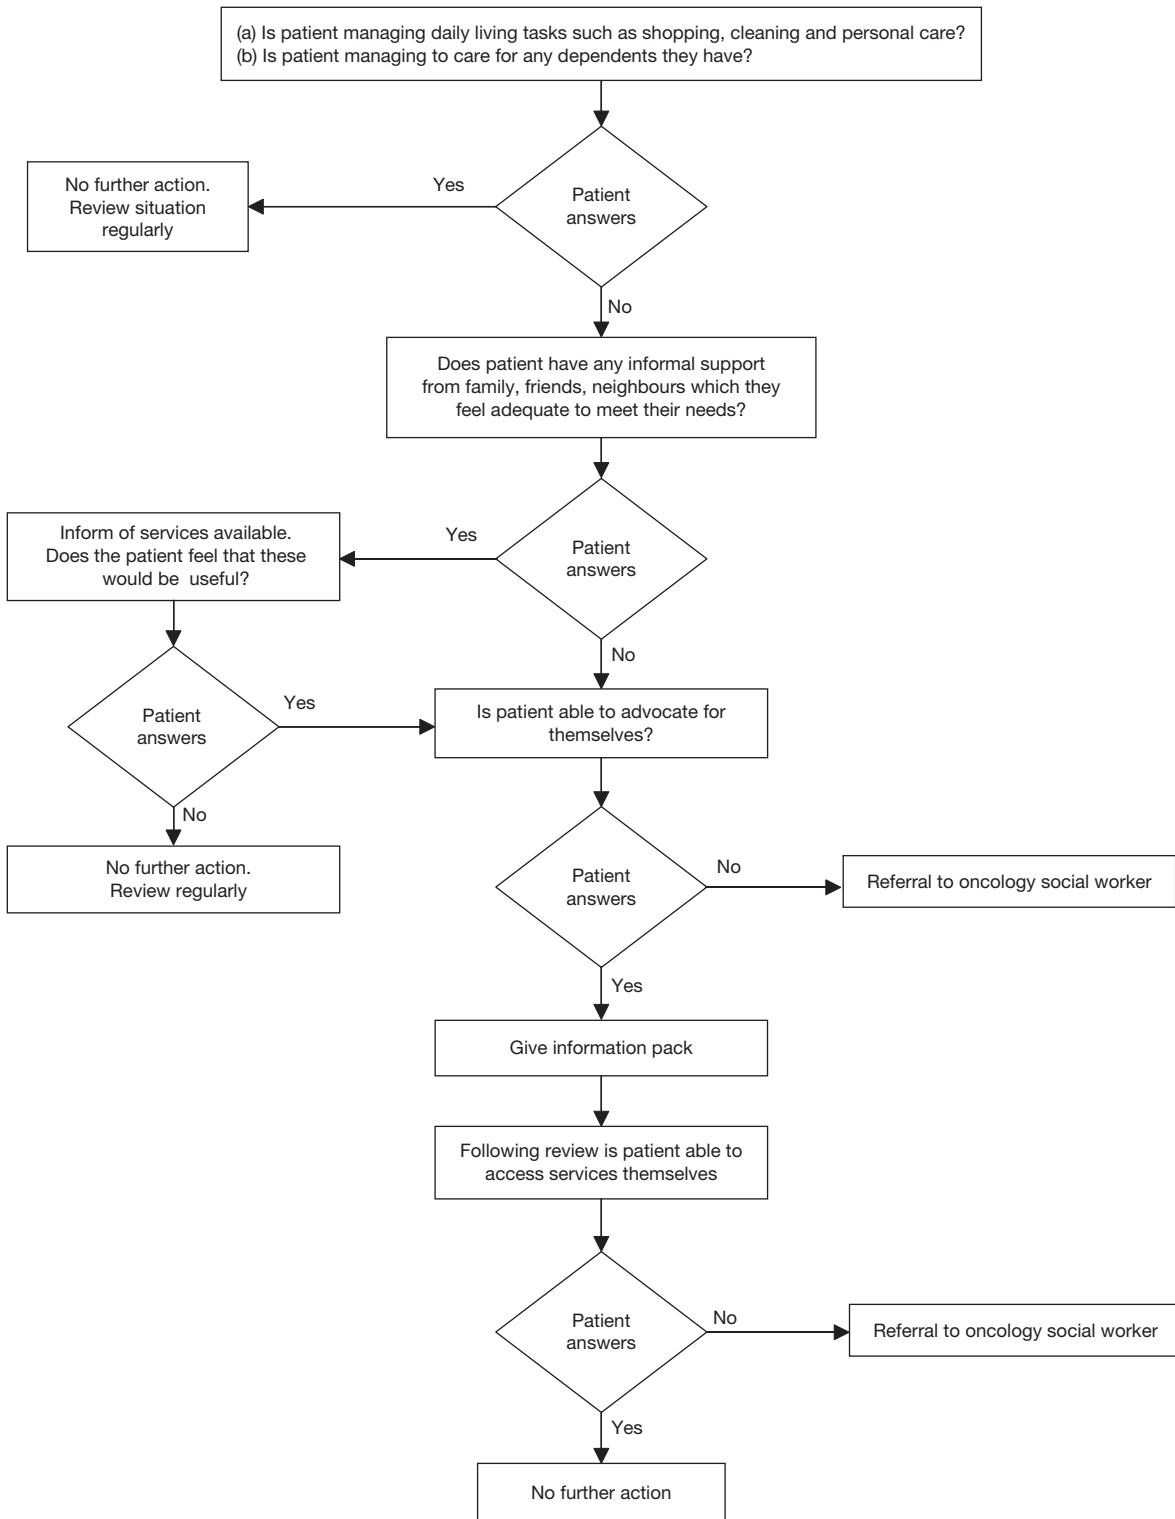 (a) Is patient managing daily living tasks such as shopping, cleaning and personal care?
(b) Is patient managing to care for any dependents they have?
Patient
answers
Yes
No further action.
Review situation
regularly
No
Does patient have any informal support
from family, friends, neighbours which they
feel adequate to meet their needs?
Patient
answers
Yes
Inform of services available.
Does the patient feel that these
would be useful?
No
Patient
answers
Yes
Is patient able to advocate for
themselves?
No
No further action.
Review regularly
Patient
answers
No
Referral to oncology social worker
Yes
Give information pack
Following review is patient able to
access services themselves
Patient
answers
No
Referral to oncology social worker
Yes
No further action